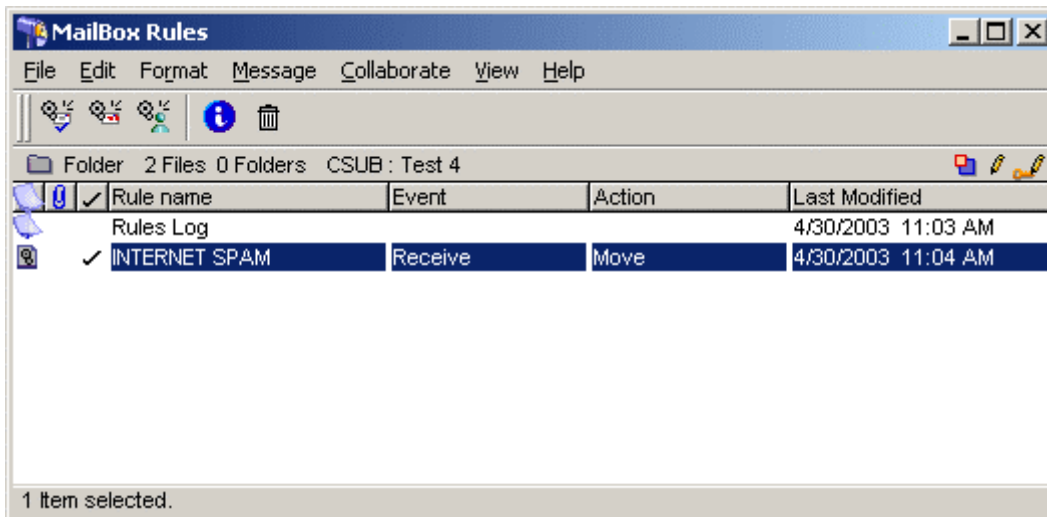 MailBox Rules
File Edit Format Message Collaborate View Help
Folder 2 Files 0 Folders CSUB : Test 4
Rule name Event Action Last Modified
Rules Log 4/30/2003 11:03 AM
INTERNET SPAM Receive Move 4/30/2003 11:04 AM
1 Item selected.